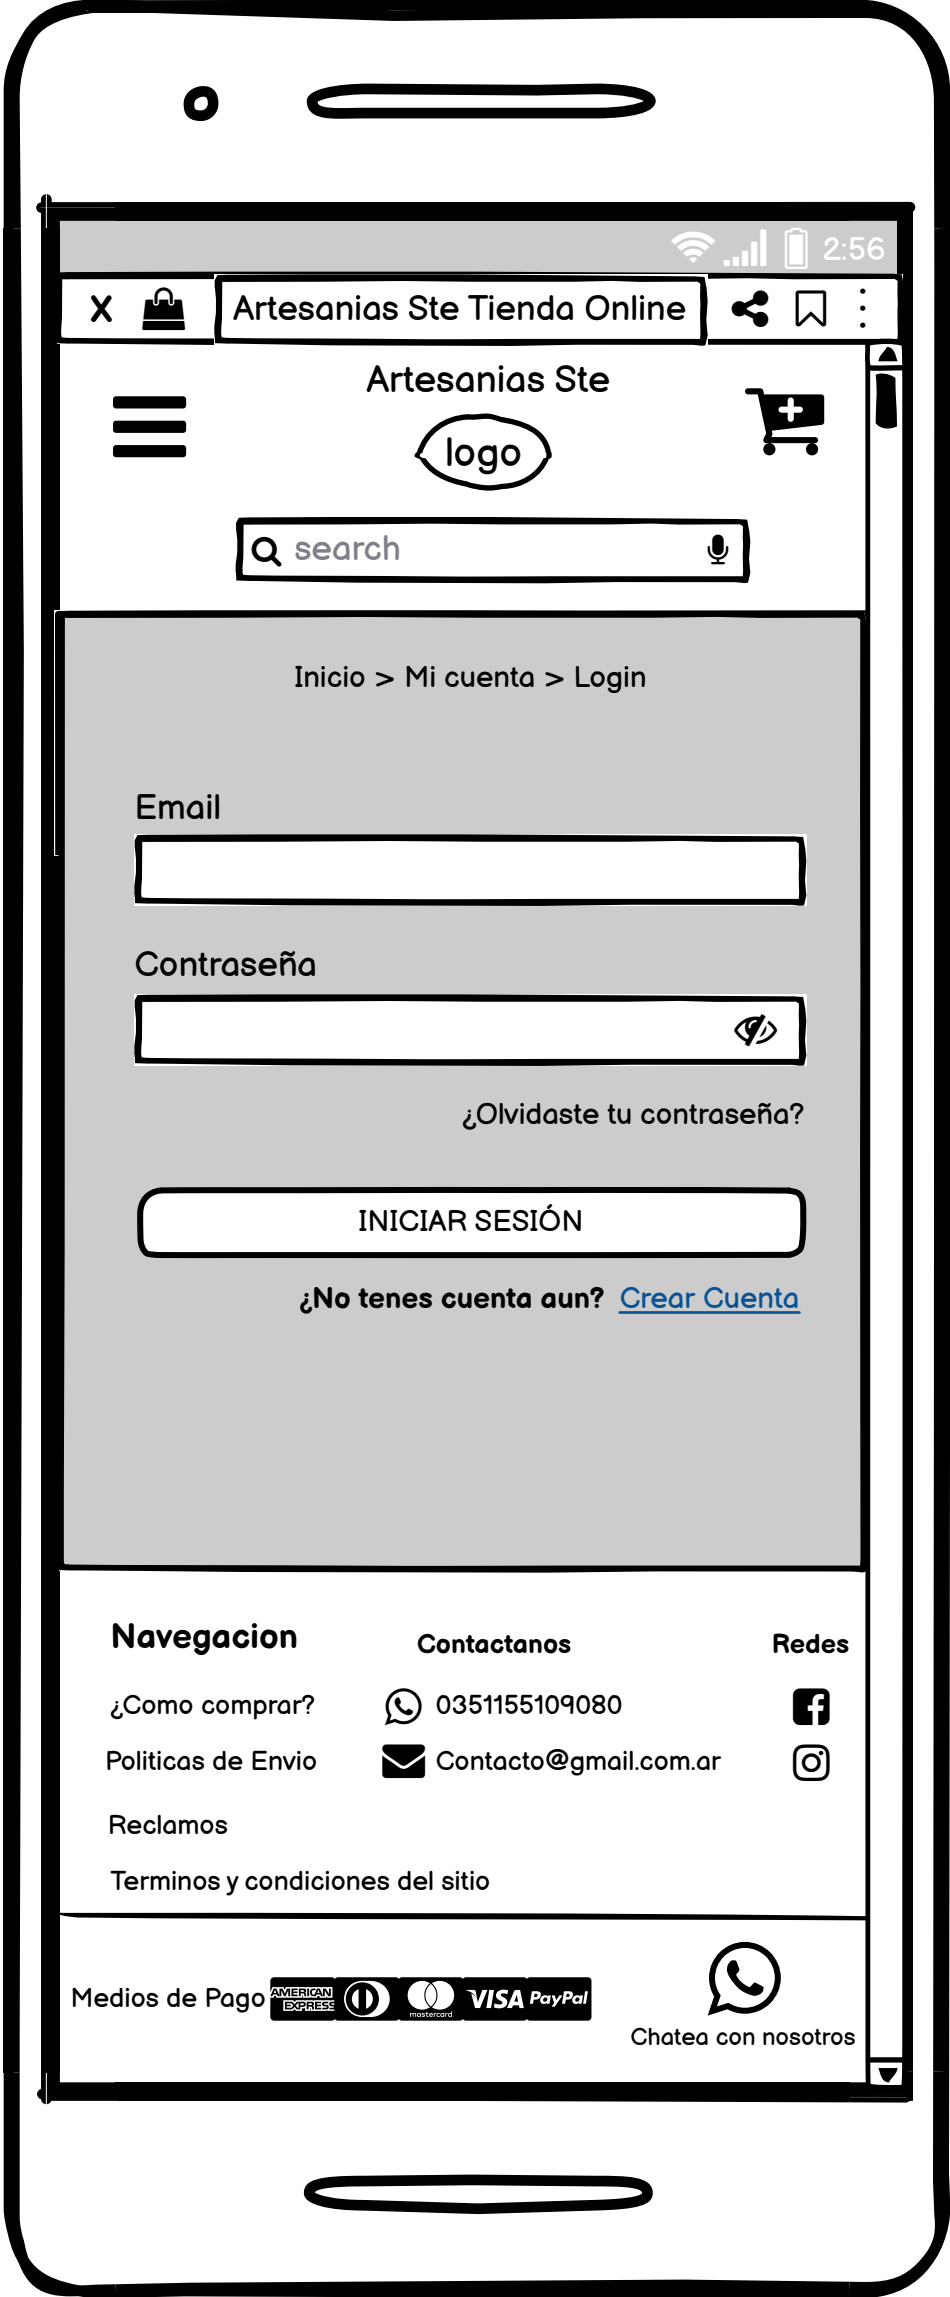 2:56
X Artesanias Ste Tienda Online
Artesanias Ste
logo
search
Inicio > Mi cuenta > Login
Email
Contraseña
¿Olvidaste tu contraseña?
INICIAR SESIÓN
¿No tenes cuenta aun? Crear Cuenta
Navegacion Contactanos Redes
¿Como comprar? 0351155109080
Politicas de Envio Contacto@gmail.com.ar
Reclamos
Terminos y condiciones del sitio
Medios de Pago AMERICAN EXPRESS mastercard VISA PayPal
Chatea con nosotros